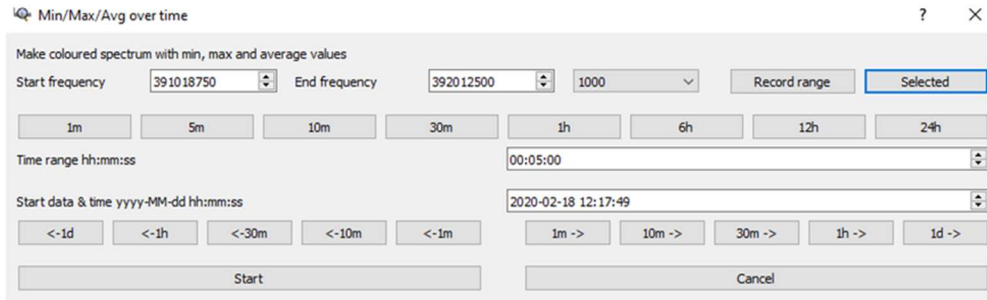 Min/Max/Avg over time ?
Make coloured spectrum with min, max and average values
Start frequency 391018750 End frequency 392012500 1000 Record range Selected
1m 5m 10m 30m 1h 6h 12h 24h
Time range hh:mm:ss 00:05:00
Start data & time yyyy-MM-dd hh:mm:ss 2020-02-18 12:17:49
<-1d <-1h <-30m <-10m <-1m 1m -> 10m -> 30m -> 1h -> 1d ->
Start Cancel